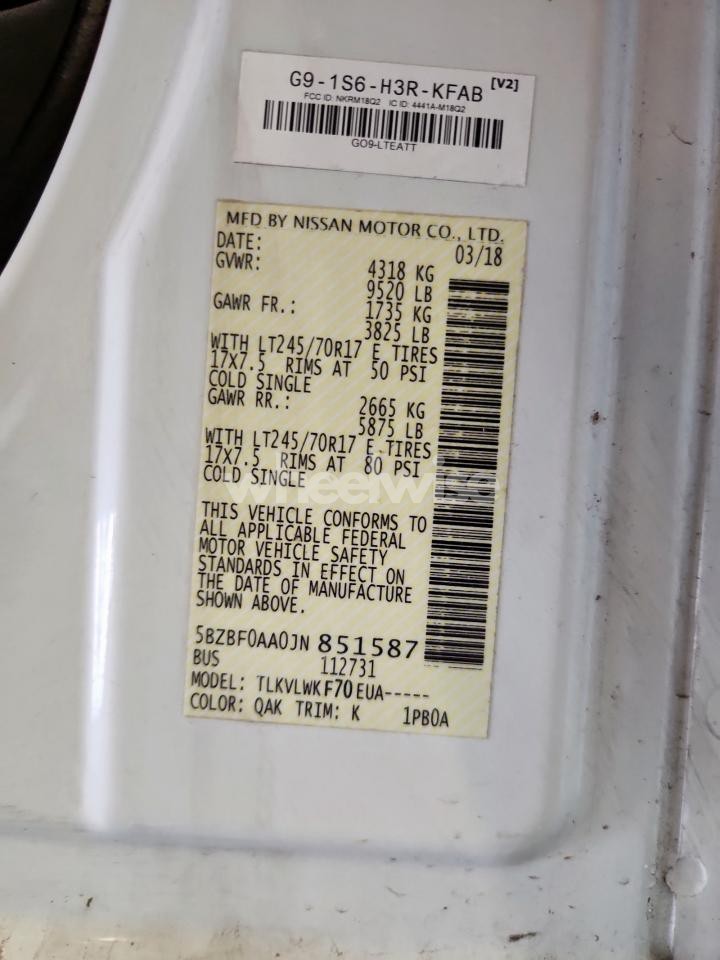 G9-1S6-H3R-KFAB [V2]
FCC ID: NKRM18Q2 IC ID: 4441A-M18Q2
GO9-LTEATT
MFD BY NISSAN MOTOR CO., LTD.
DATE: 03/18
GVWR: 4318 KG
9520 LB
GAWR FR.: 1735 KG
3825 LB
WITH LT245/70R17 E TIRES
17X7.5 RIMS AT 50 PSI
COLD SINGLE
GAWR RR.: 2665 KG
5875 LB
WITH LT245/70R17 E TIRES
17X7.5 RIMS AT 80 PSI
COLD SINGLE
wheelwise
THIS VEHICLE CONFORMS TO
ALL APPLICABLE FEDERAL
MOTOR VEHICLE SAFETY
STANDARDS IN EFFECT ON
THE DATE OF MANUFACTURE
SHOWN ABOVE.
5BZBF0AA0JN 851587
BUS 112731
MODEL: TLKVLWK F70 EUA-----
COLOR: QAK TRIM: K 1PB0A